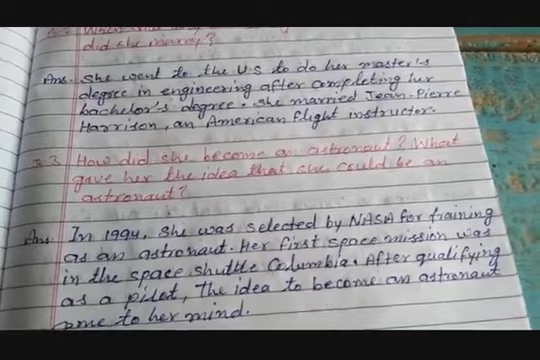 did she marry?
Ans. She went to the U.S to do her master's
degree in engineering after completing her
bachelor's degree. She married Jean-Pierre
Harrison, an American flight instructor.
Q.3 How did she become an astronaut? What
gave her the idea that she could be an
astronaut?
Ans. In 1994, she was selected by NASA for training
as an astronaut. Her first space mission was
in the space shuttle Columbia. After qualifying
as a pilot, The idea to become an astronaut
to her mind.